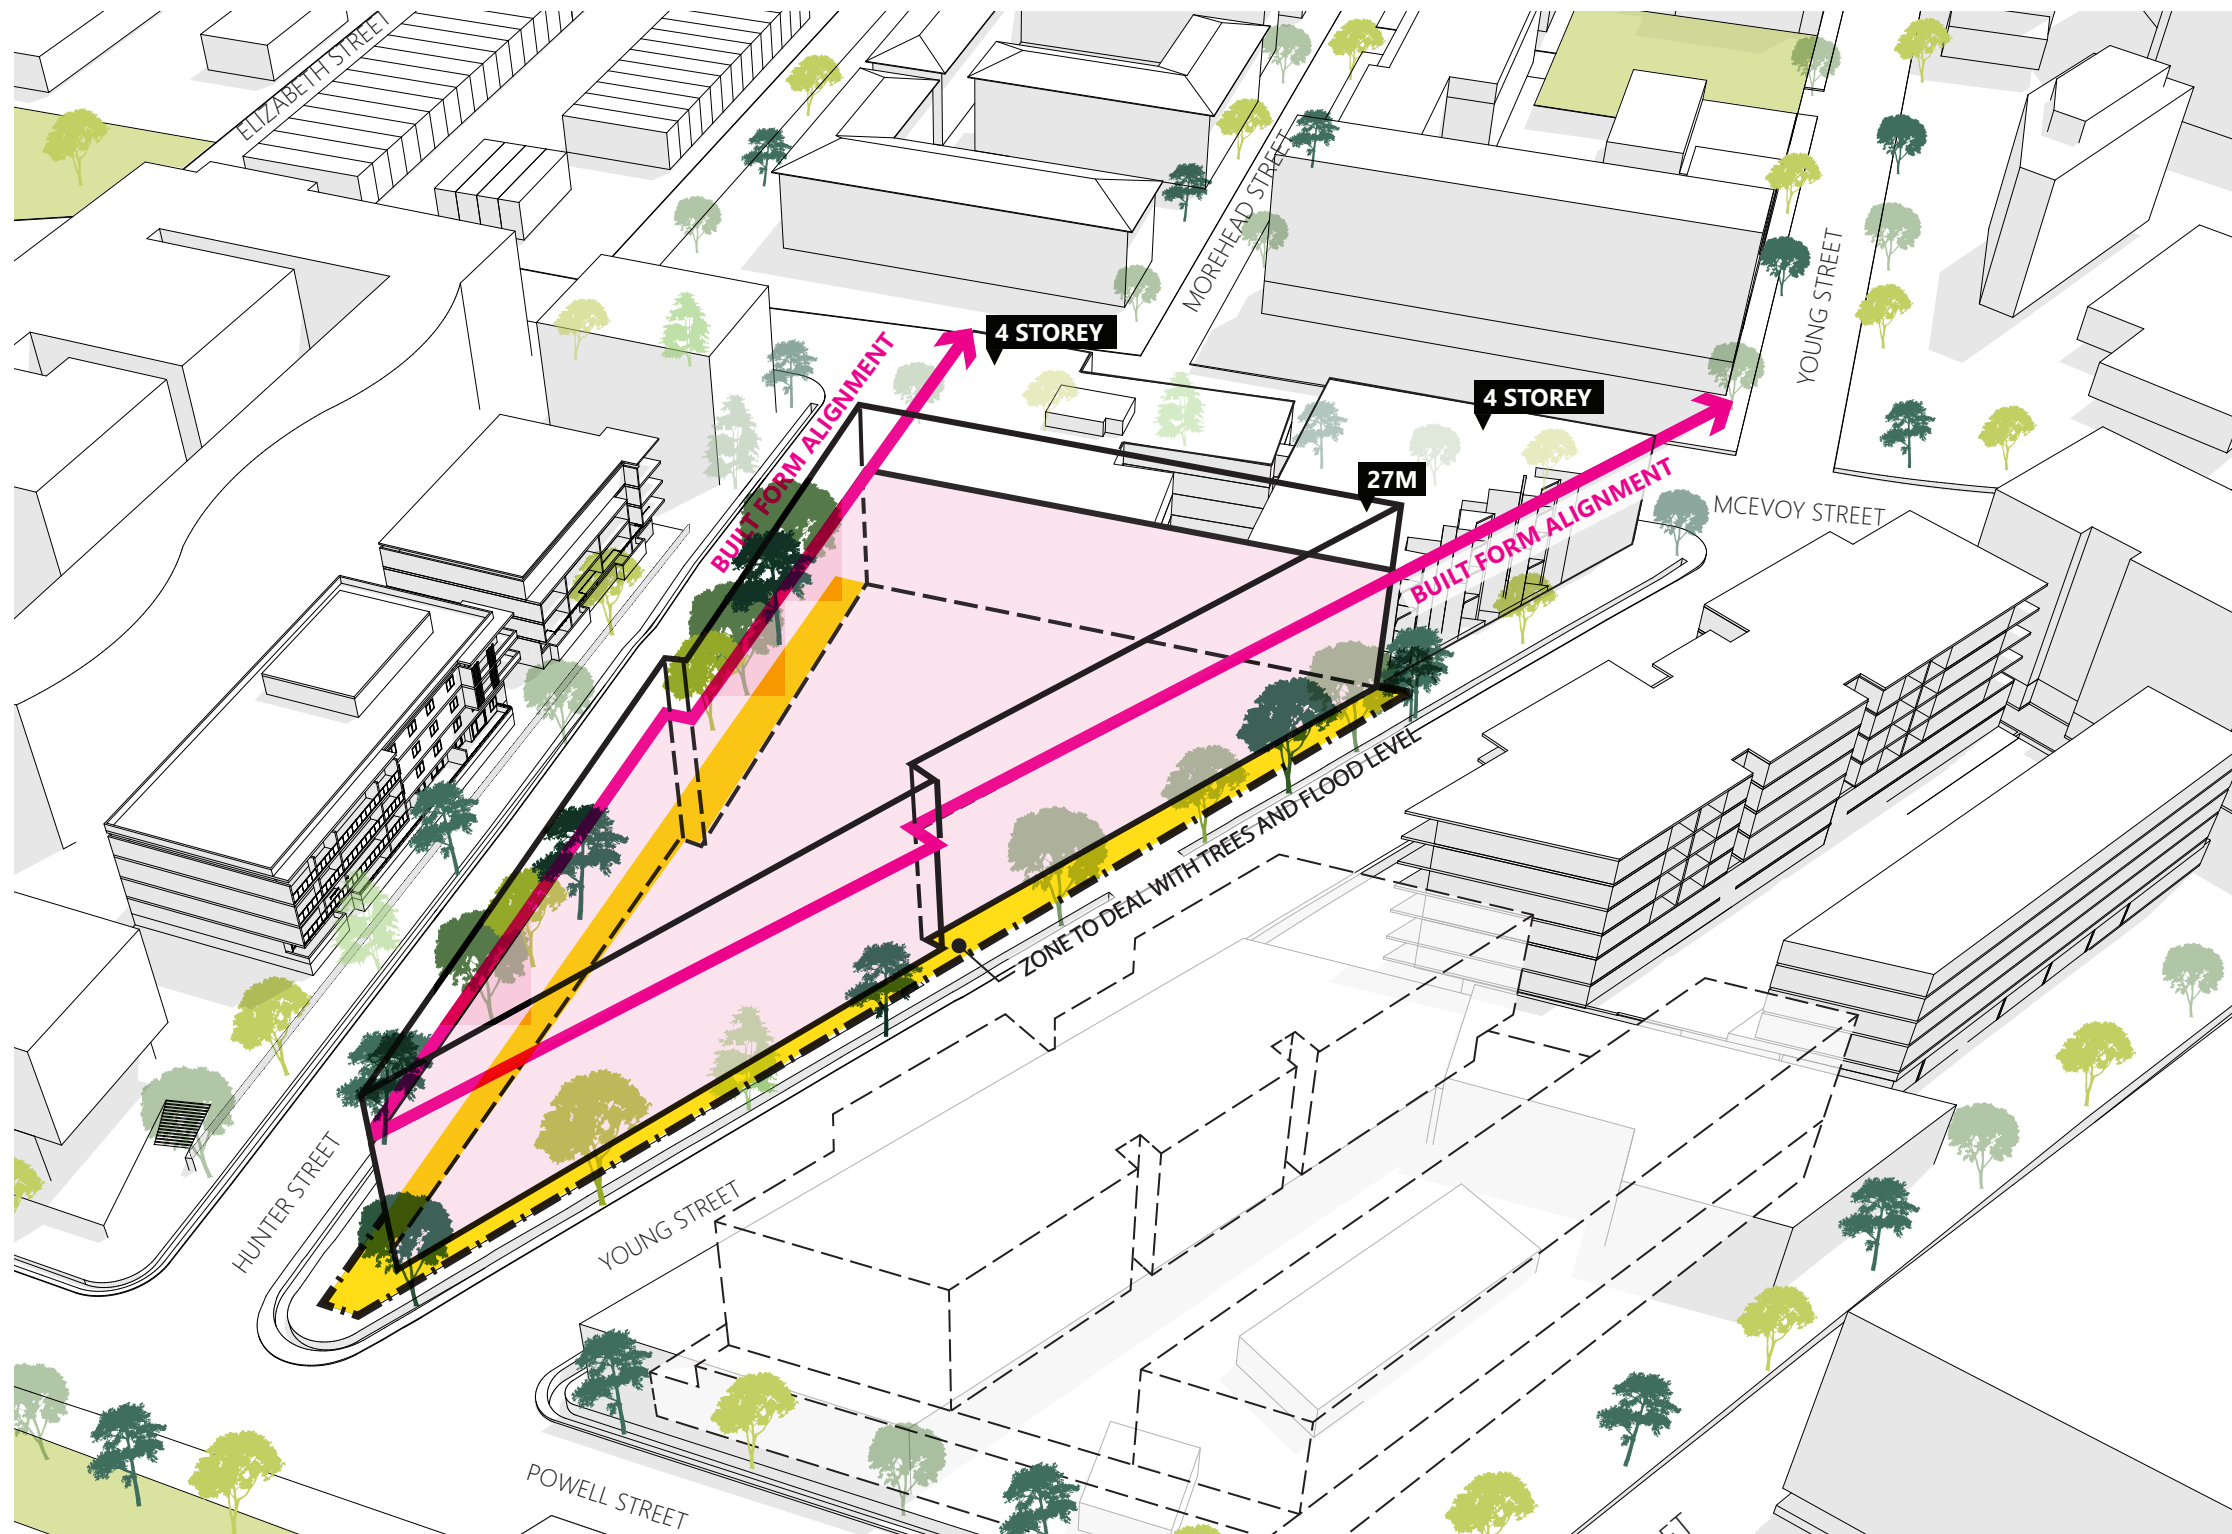 ELIZABETH STREET
MOREHEAD STREET
YOUNG STREET
4 STOREY
BUILT FORM ALIGNMENT
4 STOREY
27M
BUILT FORM ALIGNMENT
MCEVOY STREET
ZONE TO DEAL WITH TREES AND FLOOD LEVEL
HUNTER STREET
YOUNG STREET
POWELL STREET